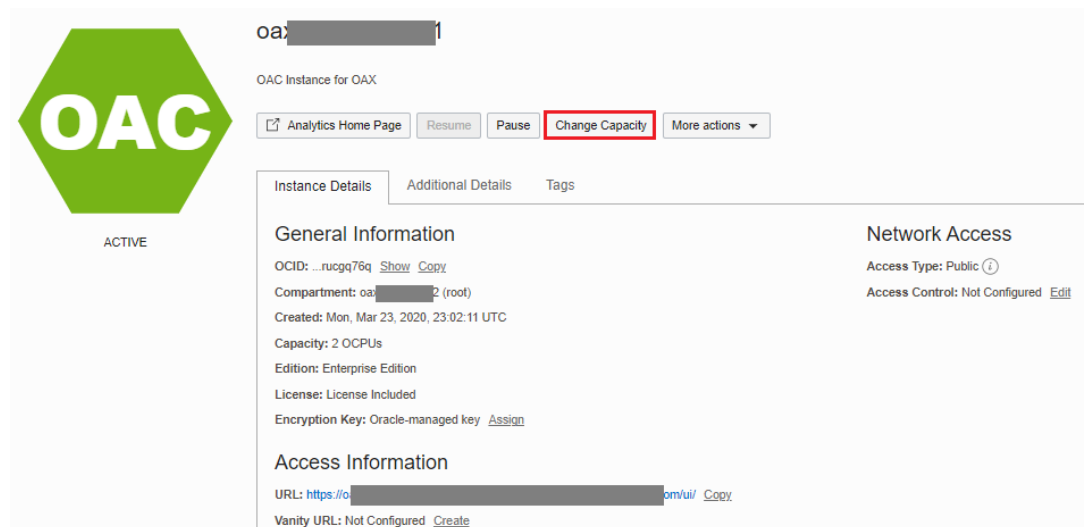 oax 1
OAC Instance for OAX
OAC
Analytics Home Page Resume Pause Change Capacity More actions
Instance Details Additional Details Tags
ACTIVE
General Information
OCID: ...rucgq76q Show Copy
Compartment: oax 2 (root)
Created: Mon, Mar 23, 2020, 23:02:11 UTC
Capacity: 2 OCPUs
Edition: Enterprise Edition
License: License Included
Encryption Key: Oracle-managed key Assign
Network Access
Access Type: Public i
Access Control: Not Configured Edit
Access Information
URL: https://o om/ui/ Copy
Vanity URL: Not Configured Create